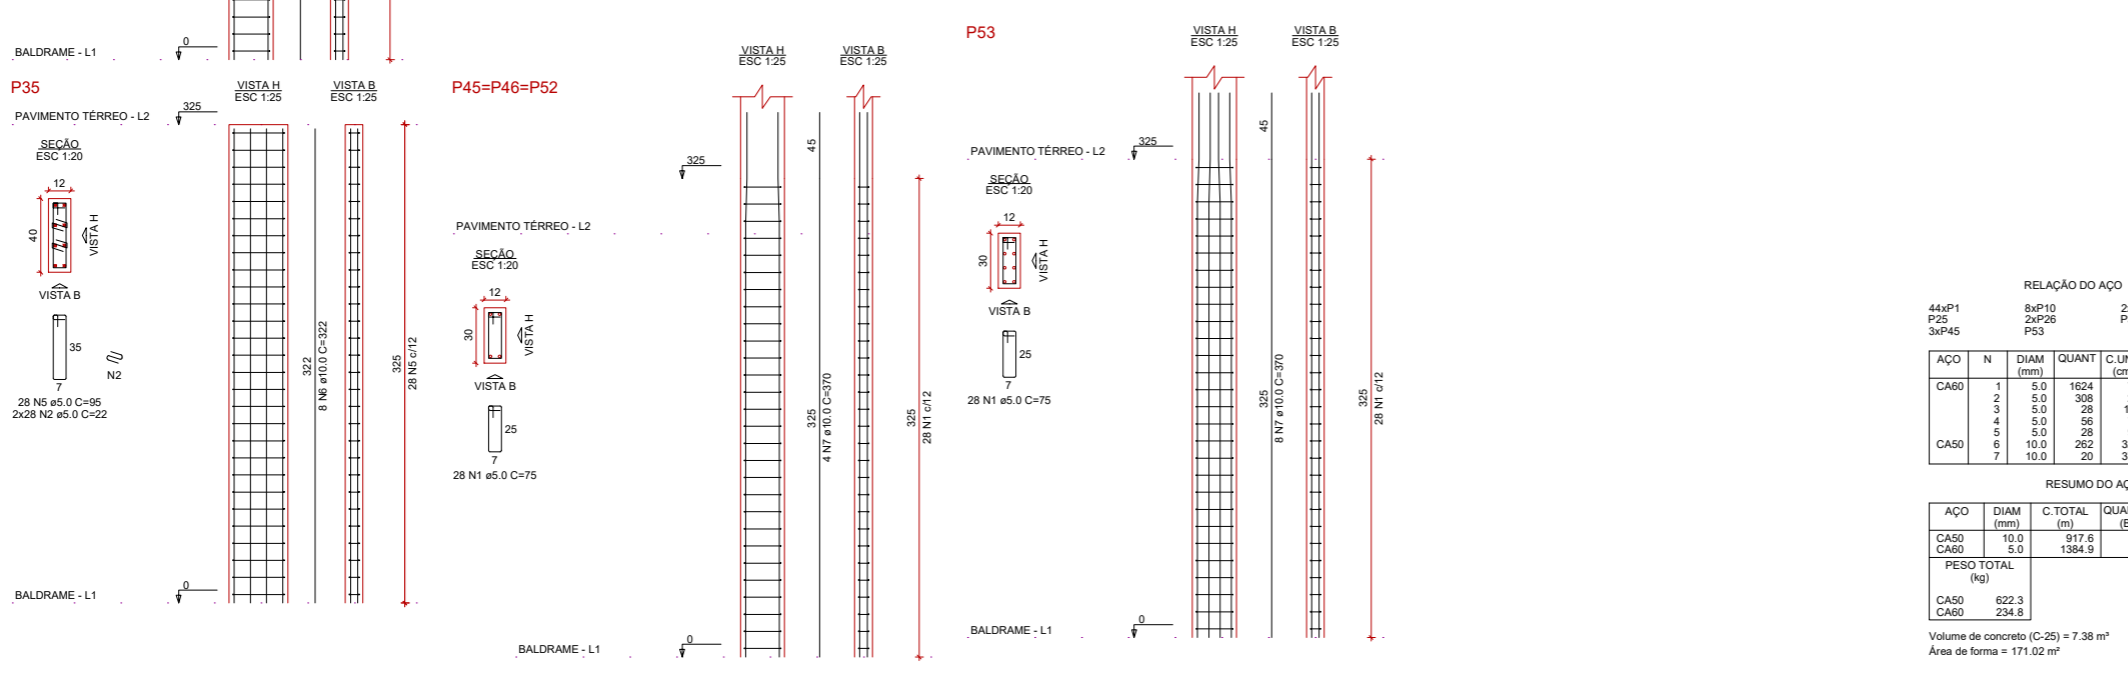 BALDRAME - L1
0
P35
VISTA H
ESC 1:25
VISTA B
ESC 1:25
PAVIMENTO TÉRREO - L2
325
SEÇÃO
ESC 1:20
12
40
VISTA H
VISTA B
35
7
N2
28 N5 ø5.0 C=95
2x28 N2 ø5.0 C=22
322
8 N6 ø10.0 C=322
325
28 N5 c/12
BALDRAME - L1
0
P45=P46=P52
VISTA H
ESC 1:25
VISTA B
ESC 1:25
45
325
PAVIMENTO TÉRREO - L2
SEÇÃO
ESC 1:20
12
30
VISTA H
VISTA B
25
7
28 N1 ø5.0 C=75
325
4 N7 ø10.0 C=370
325
28 N1 c/12
BALDRAME - L1
0
P53
VISTA H
ESC 1:25
VISTA B
ESC 1:25
45
PAVIMENTO TÉRREO - L2
325
SEÇÃO
ESC 1:20
12
30
VISTA H
VISTA B
25
7
28 N1 ø5.0 C=75
325
8 N7 ø10.0 C=370
325
28 N1 c/12
BALDRAME - L1
0
RELAÇÃO DO AÇO
44xP1 8xP10
P25 2xP26
3xP45 P53
AÇO N DIAM QUANT
(mm)
CA60 1 5.0 1624
2 5.0 308
3 5.0 28
4 5.0 56
5 5.0 28
CA50 6 10.0 262
7 10.0 20
RESUMO DO
AÇO DIAM C.TOTAL
(mm) (m)
CA50 10.0 917.6
CA60 5.0 1384.9
PESO TOTAL
(kg)
CA50 622.3
CA60 234.8
Volume de concreto (C-25) = 7.38 m³
Área de forma = 171.02 m²